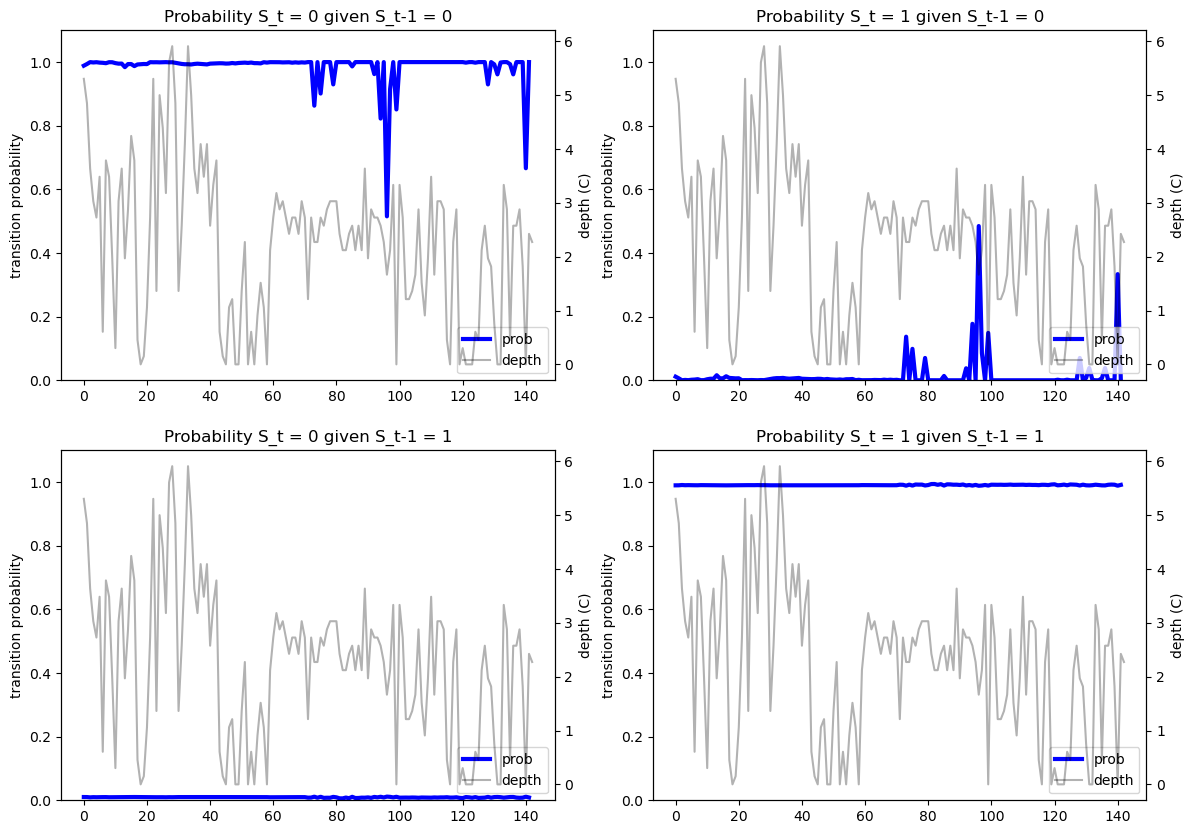 Probability S_t = 0 given S_t-1 = 0
transition probability
1.0
0.8
0.6
0.4
0.2
0.0
0 20 40 60 80 100 120 140
6
5
4
3
2
1
0
depth (C)
prob
depth
Probability S_t = 1 given S_t-1 = 0
transition probability
1.0
0.8
0.6
0.4
0.2
0.0
0 20 40 60 80 100 120 140
6
5
4
3
2
1
0
depth (C)
prob
depth
Probability S_t = 0 given S_t-1 = 1
transition probability
1.0
0.8
0.6
0.4
0.2
0.0
0 20 40 60 80 100 120 140
6
5
4
3
2
1
0
depth (C)
prob
depth
Probability S_t = 1 given S_t-1 = 1
transition probability
1.0
0.8
0.6
0.4
0.2
0.0
0 20 40 60 80 100 120 140
6
5
4
3
2
1
0
depth (C)
prob
depth